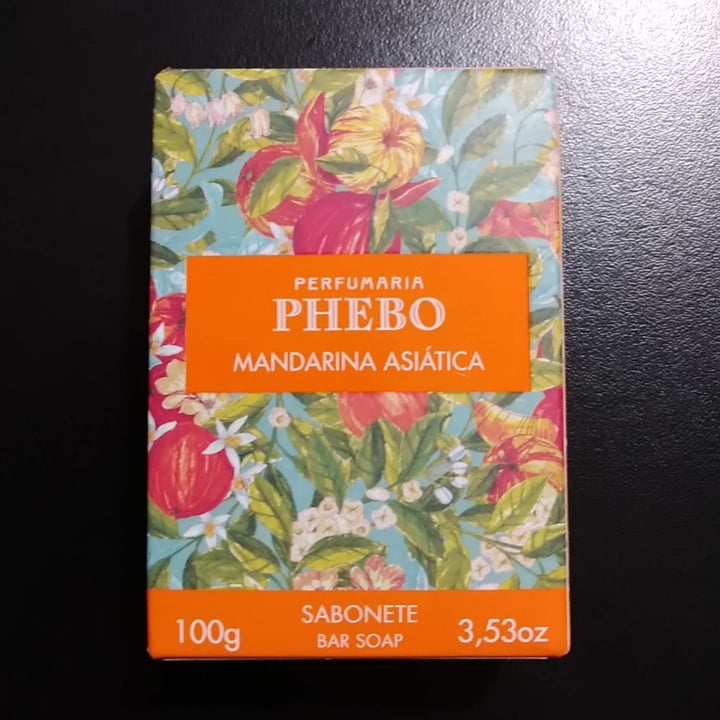 PERFUMARIA
PHEBO
MANDARINA ASIÁTICA
SABONETE
100g BAR SOAP 3,53oz